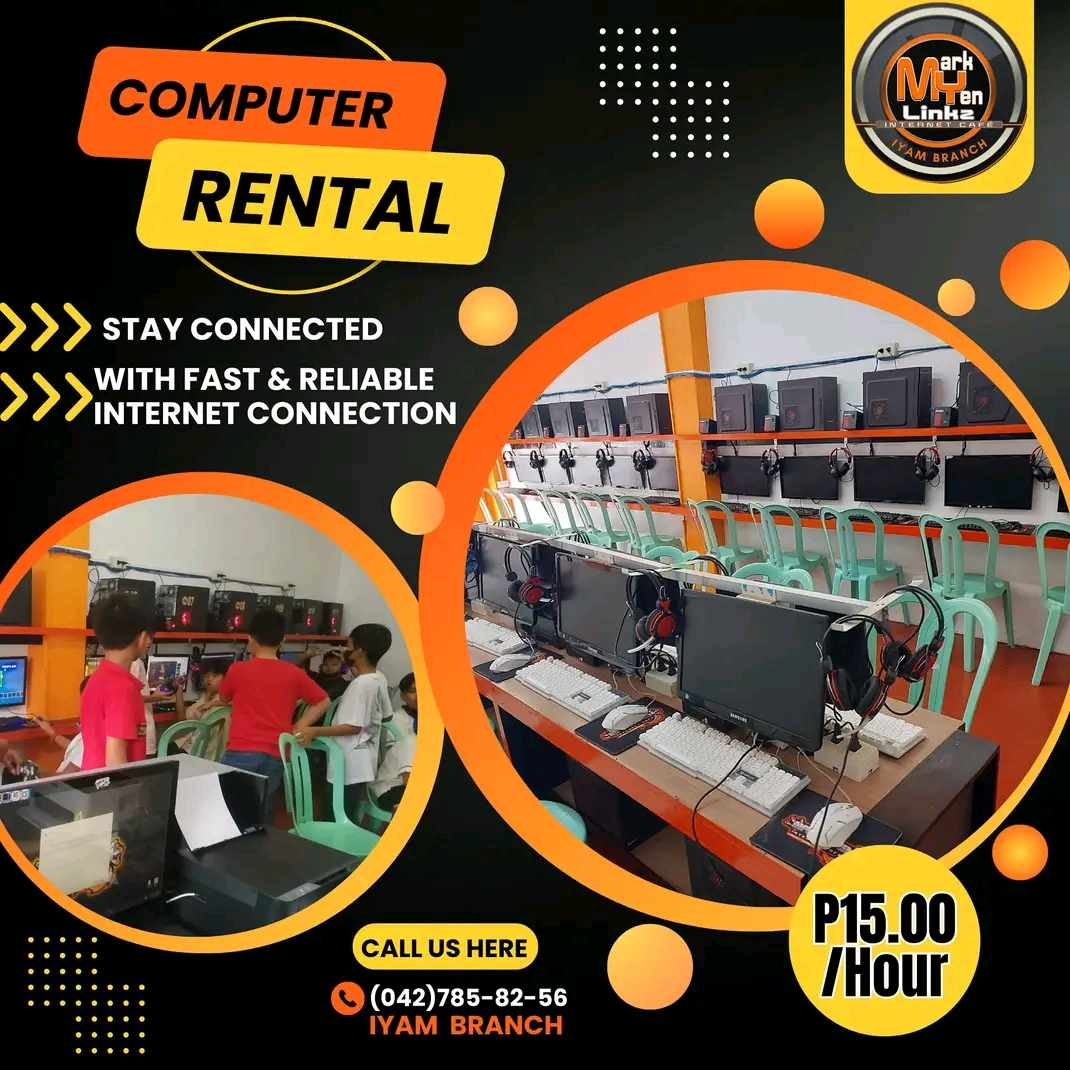 COMPUTER
RENTAL
Mark
Yen
Linkz
INTERNET CAFE
IYAM BRANCH
STAY CONNECTED
WITH FAST & RELIABLE
INTERNET CONNECTION
SAMSUNG
P15.00
/Hour
CALL US HERE
(042)785-82-56
IYAM BRANCH